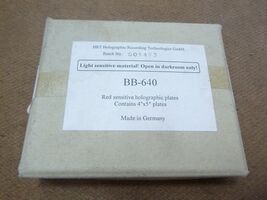 HRT Holographic Recording Technologies GmbH,
Batch No:
Light sensitive material! Open in darkroom only!
BB-640
Red sensitive holographic plates
Contains 4"x5" plates
Made in Germany